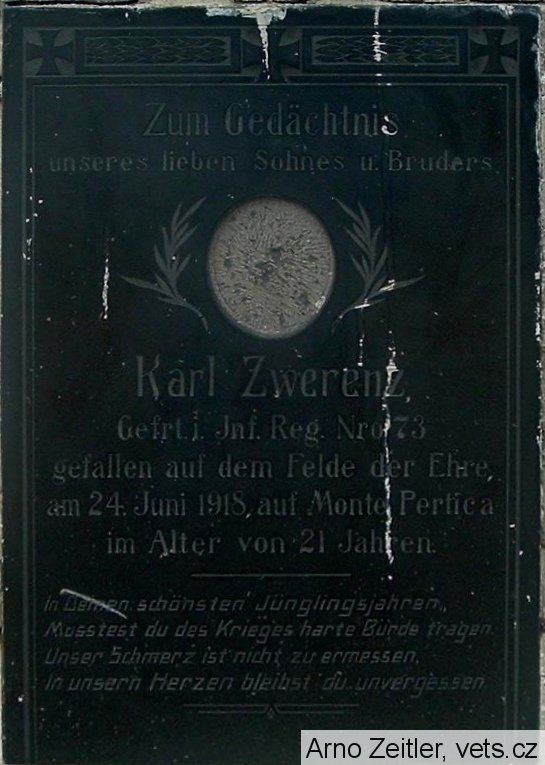 Zum Gedächtnis
unseres lieben Sohnes u. Bruders
Karl Zwerenz,
Gefrt. i. Jnf. Reg. Nro 73
gefallen auf dem Felde der Ehre,
am 24. Juni 1918, auf Monte Pertica
im Alter von 21 Jahren.
In Deinen schönsten Jünglingsjahren,
Musstest du des Krieges harte Bürde tragen.
Unser Schmerz ist nicht zu ermessen,
In unsern Herzen bleibst du unvergessen.
Arno Zeitler, vets.cz